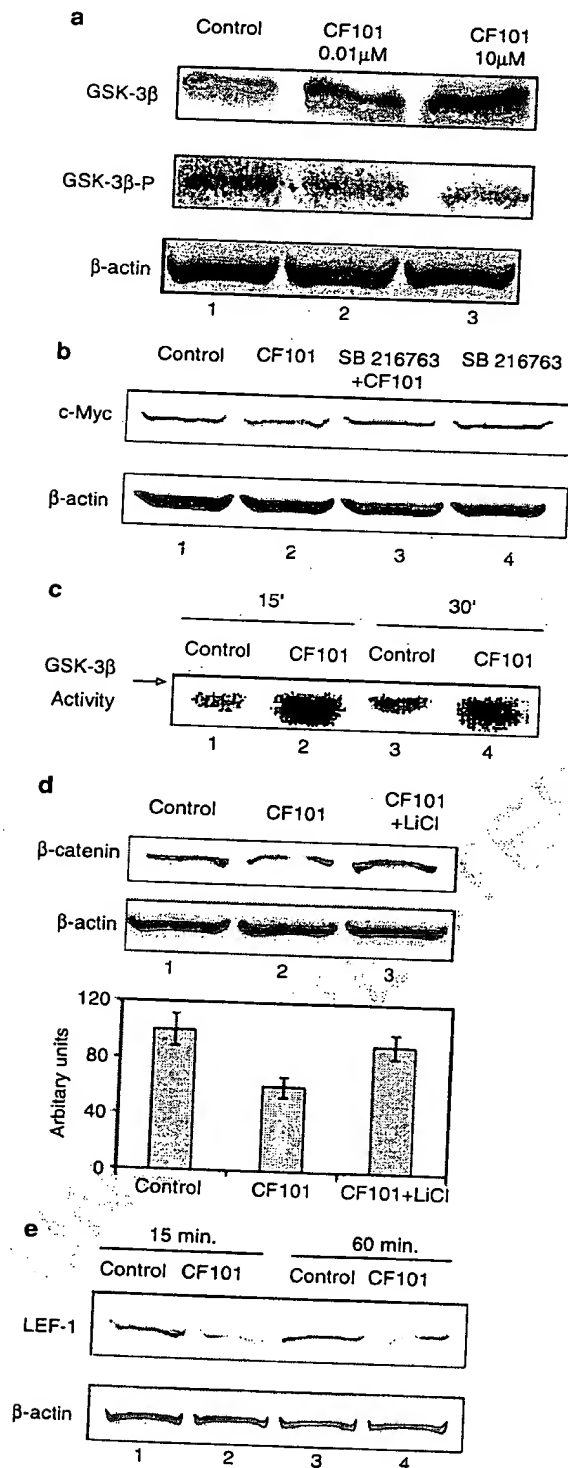 a
Control CF101 CF101
0.01μM 10μM
GSK-3β
GSK-3β-P
β-actin
1 2 3
b
Control CF101 SB 216763 SB 216763
+CF101
c-Myc
β-actin
1 2 3 4
c
15' 30'
Control CF101 Control CF101
GSK-3β
Activity
1 2 3 4
d
Control CF101 CF101
+LiCl
β-catenin
β-actin
1 2 3
120
80
40
0
Arbitary units
Control CF101 CF101+LiCl
e
15 min. 60 min.
Control CF101 Control CF101
LEF-1
β-actin
1 2 3 4